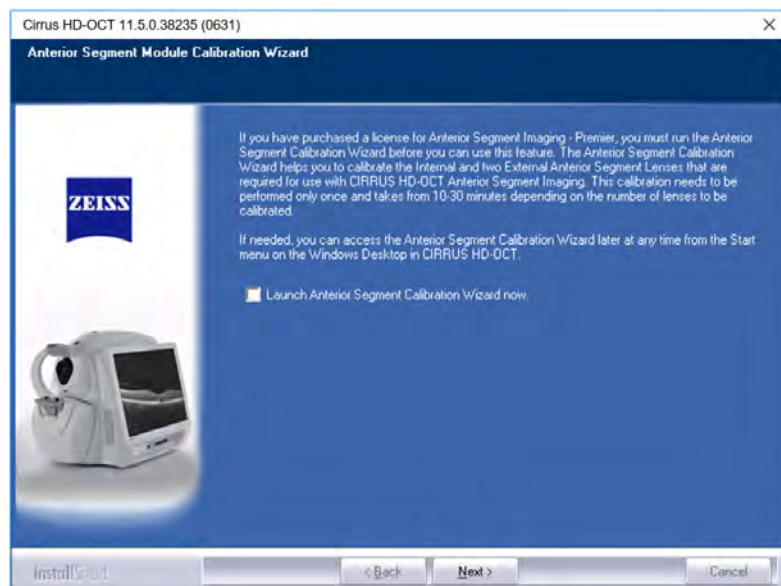 Cirrus HD-OCT 11.5.0.38235 (0631)
Anterior Segment Module Calibration Wizard
If you have purchased a license for Anterior Segment Imaging - Premier, you must run the Anterior
Segment Calibration Wizard before you can use this feature. The Anterior Segment Calibration
Wizard helps you to calibrate the Internal and two External Anterior Segment Lenses that are
required for use with CIRRUS HD-OCT Anterior Segment Imaging. This calibration needs to be
performed only once and takes from 10-30 minutes depending on the number of lenses to be
calibrated.
If needed, you can access the Anterior Segment Calibration Wizard later at any time from the Start
menu on the Windows Desktop in CIRRUS HD-OCT.
ZEISS
Launch Anterior Segment Calibration Wizard now.
< Back
Next >
Cancel